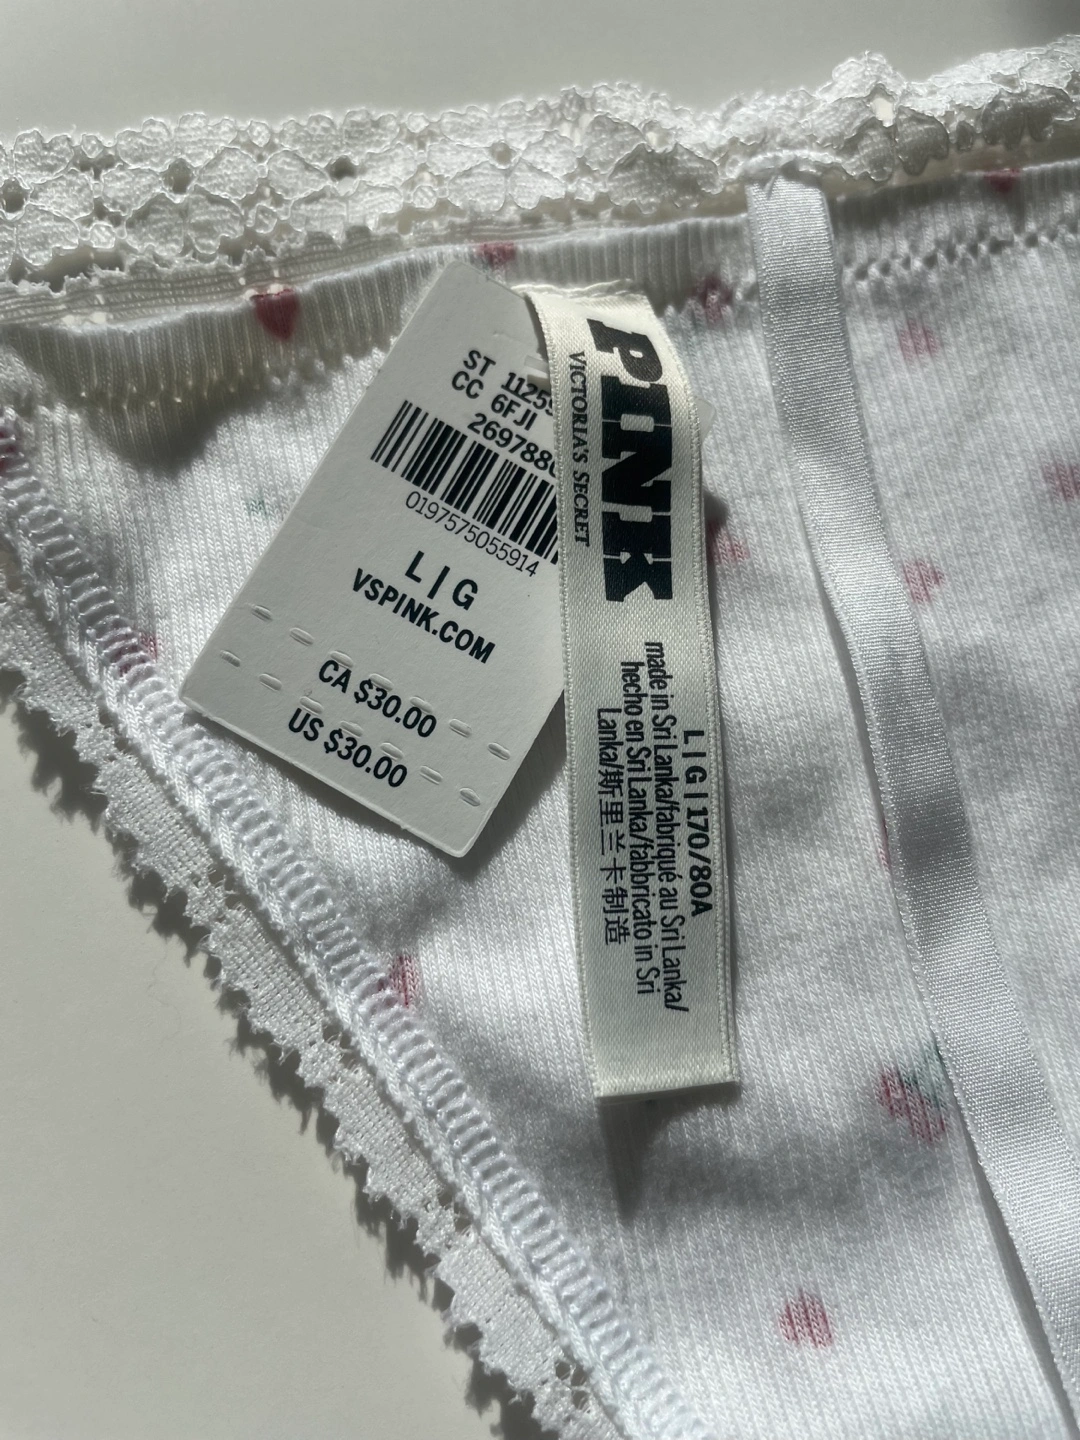 ST 11255
CC 6FJI
269788
0197575055914
L | G
VSPINK.COM
CA $30.00
US $30.00
PINK
VICTORIA'S SECRET
L | G | 170/80A
made in Sri Lanka/fabriqué au Sri Lanka/
hecho en Sri Lanka/fabbricato in Sri
Lanka/斯里兰卡制造